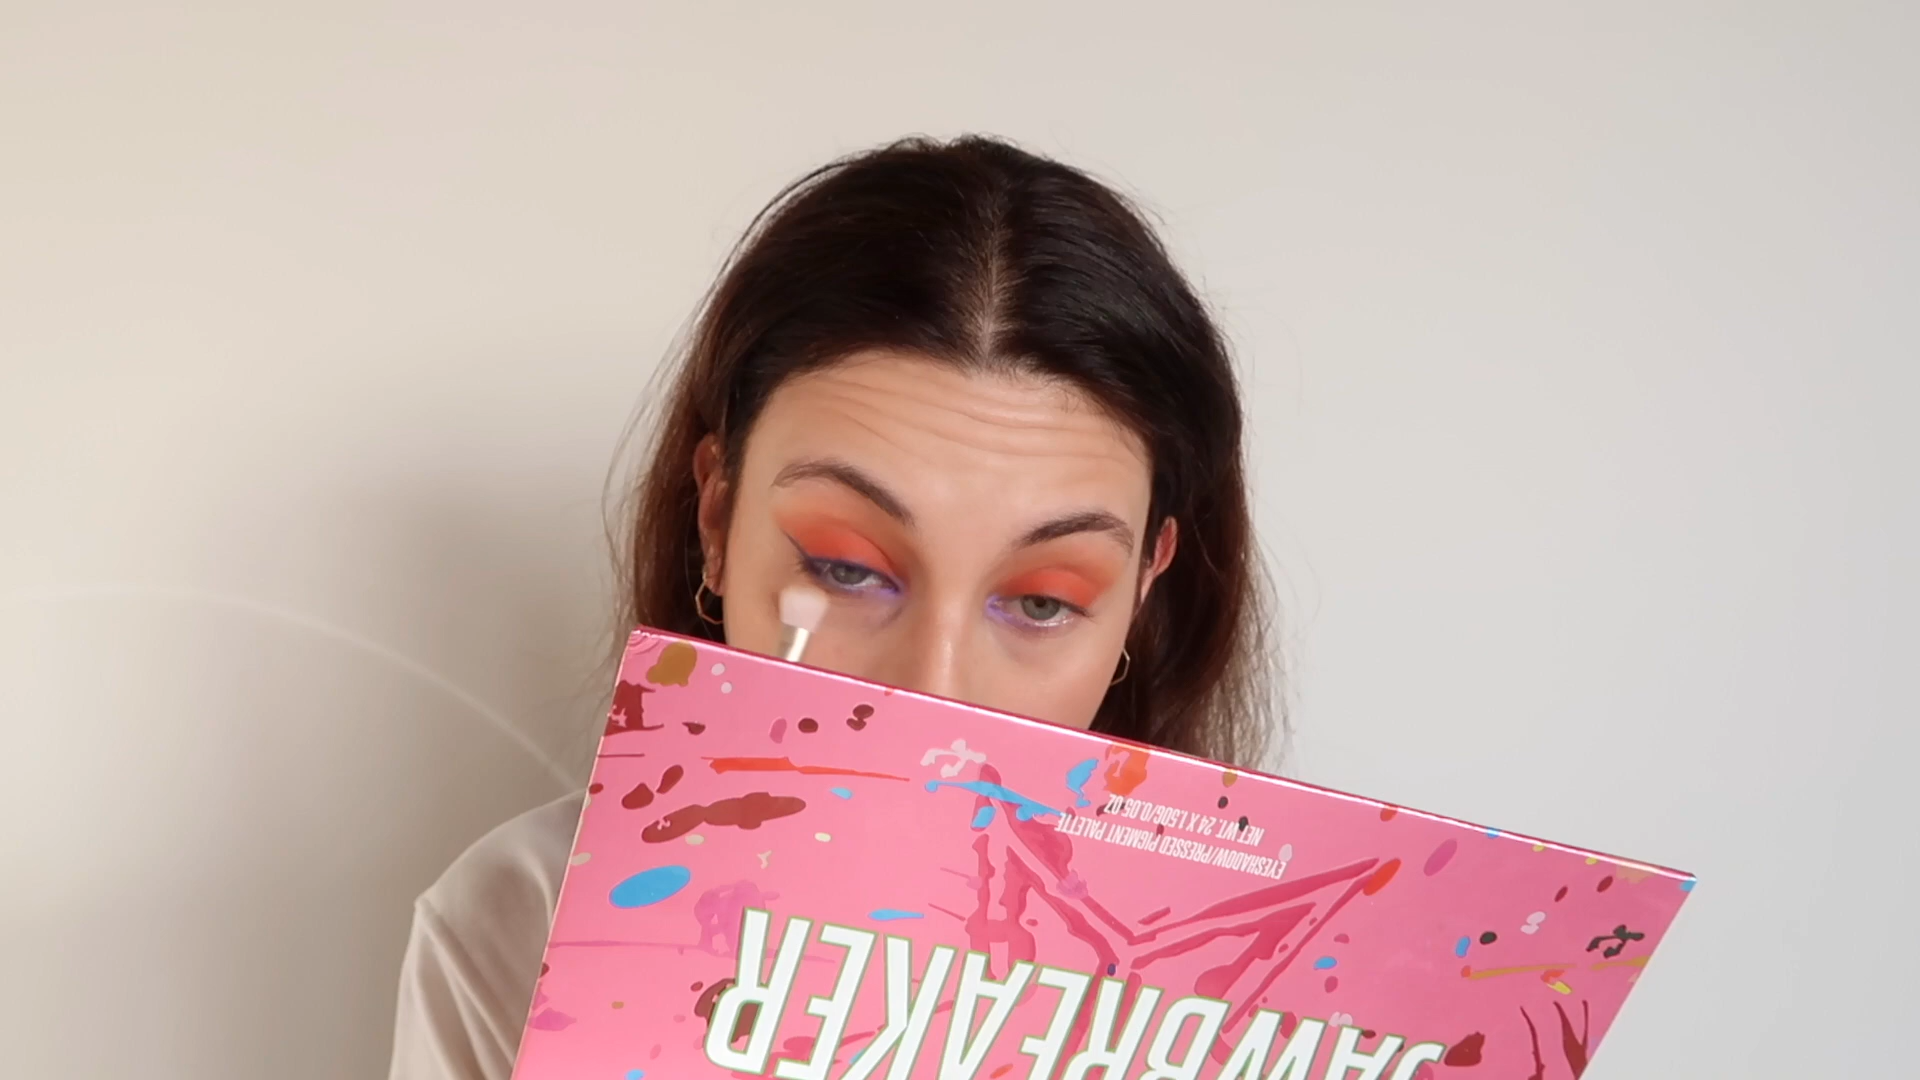 JAWBREAKER
EYESHADOW/PRESSED PIGMENT PALETTE
NET WT. 24 X 1.50G/0.05 OZ